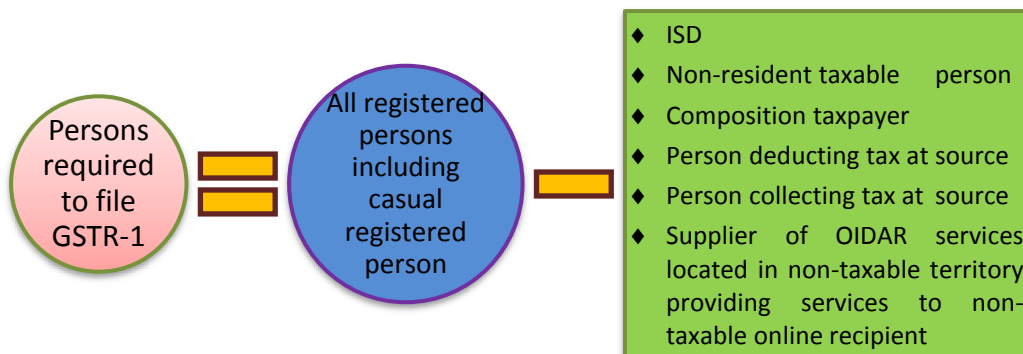 Persons
required
to file
GSTR-1
All registered
persons
including
casual
registered
person
♦ ISD
♦ Non-resident taxable person
♦ Composition taxpayer
♦ Person deducting tax at source
♦ Person collecting tax at source
♦ Supplier of OIDAR services
located in non-taxable territory
providing services to non-
taxable online recipient